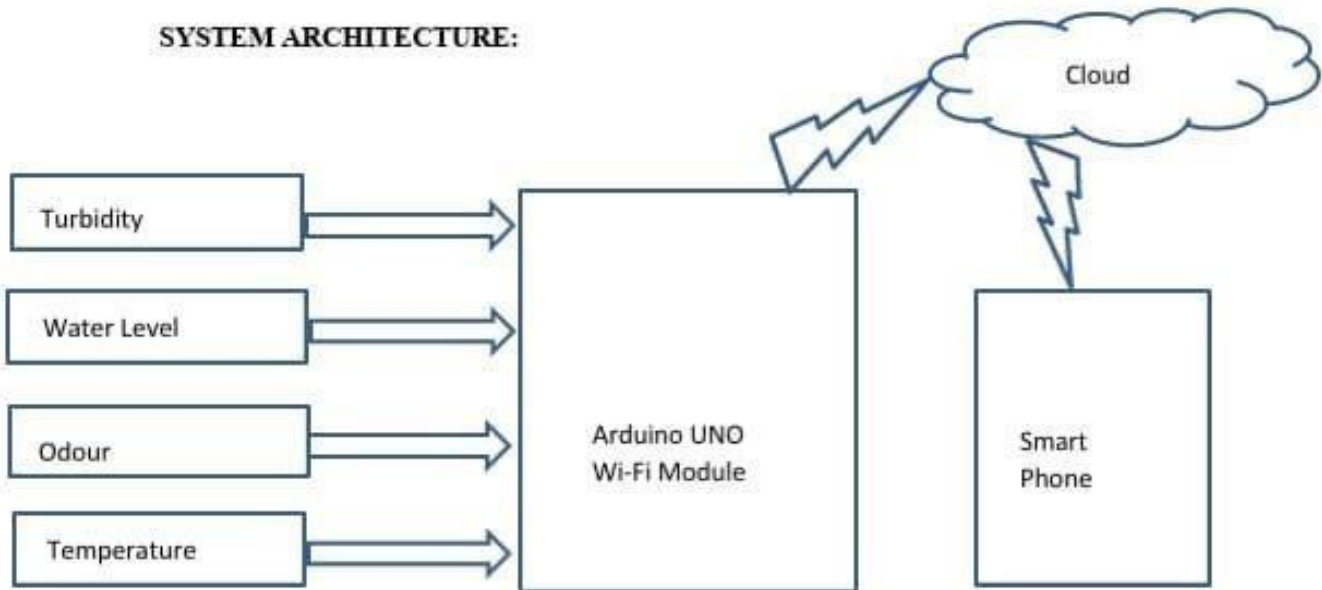 SYSTEM ARCHITECTURE:
Cloud
Turbidity
Water Level
Odour
Temperature
Arduino UNO
Wi-Fi Module
Smart
Phone